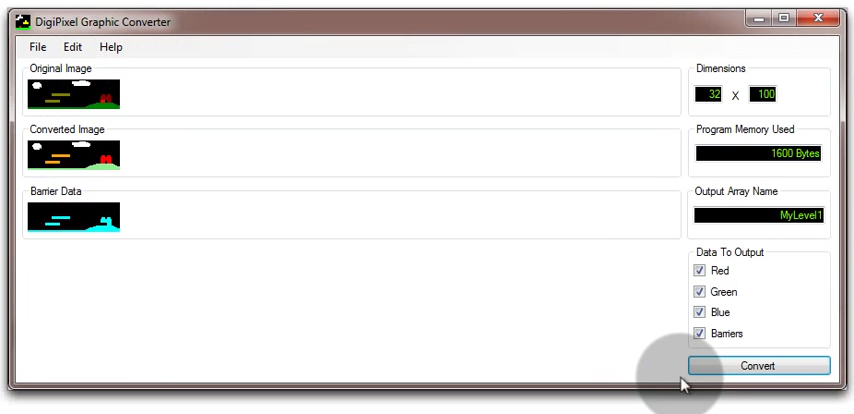 DigiPixel Graphic Converter
File Edit Help
Original Image
Dimensions
32 X 100
Converted Image
Program Memory Used
1600 Bytes
Barrier Data
Output Array Name
MyLevel1
Data To Output
Red
Green
Blue
Barriers
Convert